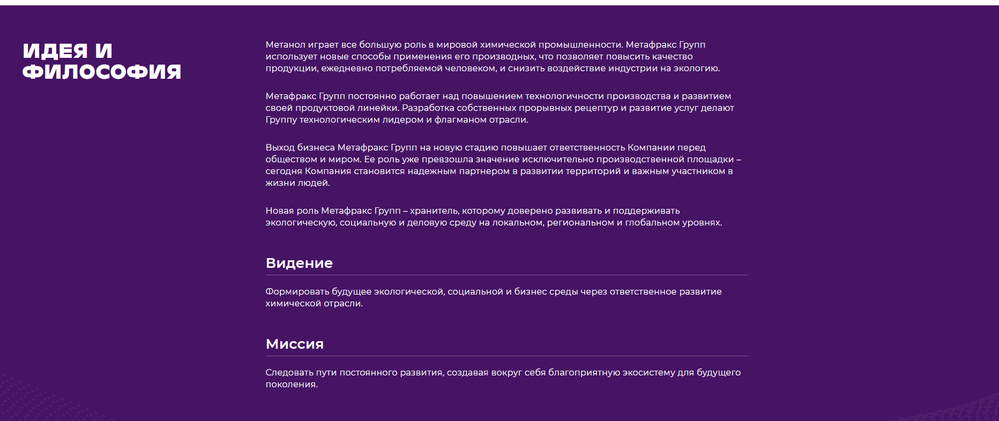 ИДЕЯ И
ФИЛОСОФИЯ
Метанол играет все большую роль в мировой химической промышленности. Метафракс Групп
использует новые способы применения его производных, что позволяет повысить качество
продукции, ежедневно потребляемой человеком, и снизить воздействие индустрии на экологию.
Метафракс Групп постоянно работает над повышением технологичности производства и развитием
своей продуктовой линейки. Разработка собственных прорывных рецептур и развитие услуг делают
Группу технологическим лидером и флагманом отрасли.
Выход бизнеса Метафракс Групп на новую стадию повышает ответственность Компании перед
обществом и миром. Ее роль уже превзошла значение исключительно производственной площадки –
сегодня Компания становится надежным партнером в развитии территорий и важным участником в
жизни людей.
Новая роль Метафракс Групп – хранитель, которому доверено развивать и поддерживать
экологическую, социальную и деловую среду на локальном, региональном и глобальном уровнях.
Видение
Формировать будущее экологической, социальной и бизнес среды через ответственное развитие
химической отрасли.
Миссия
Следовать пути постоянного развития, создавая вокруг себя благоприятную экосистему для будущего
поколения.